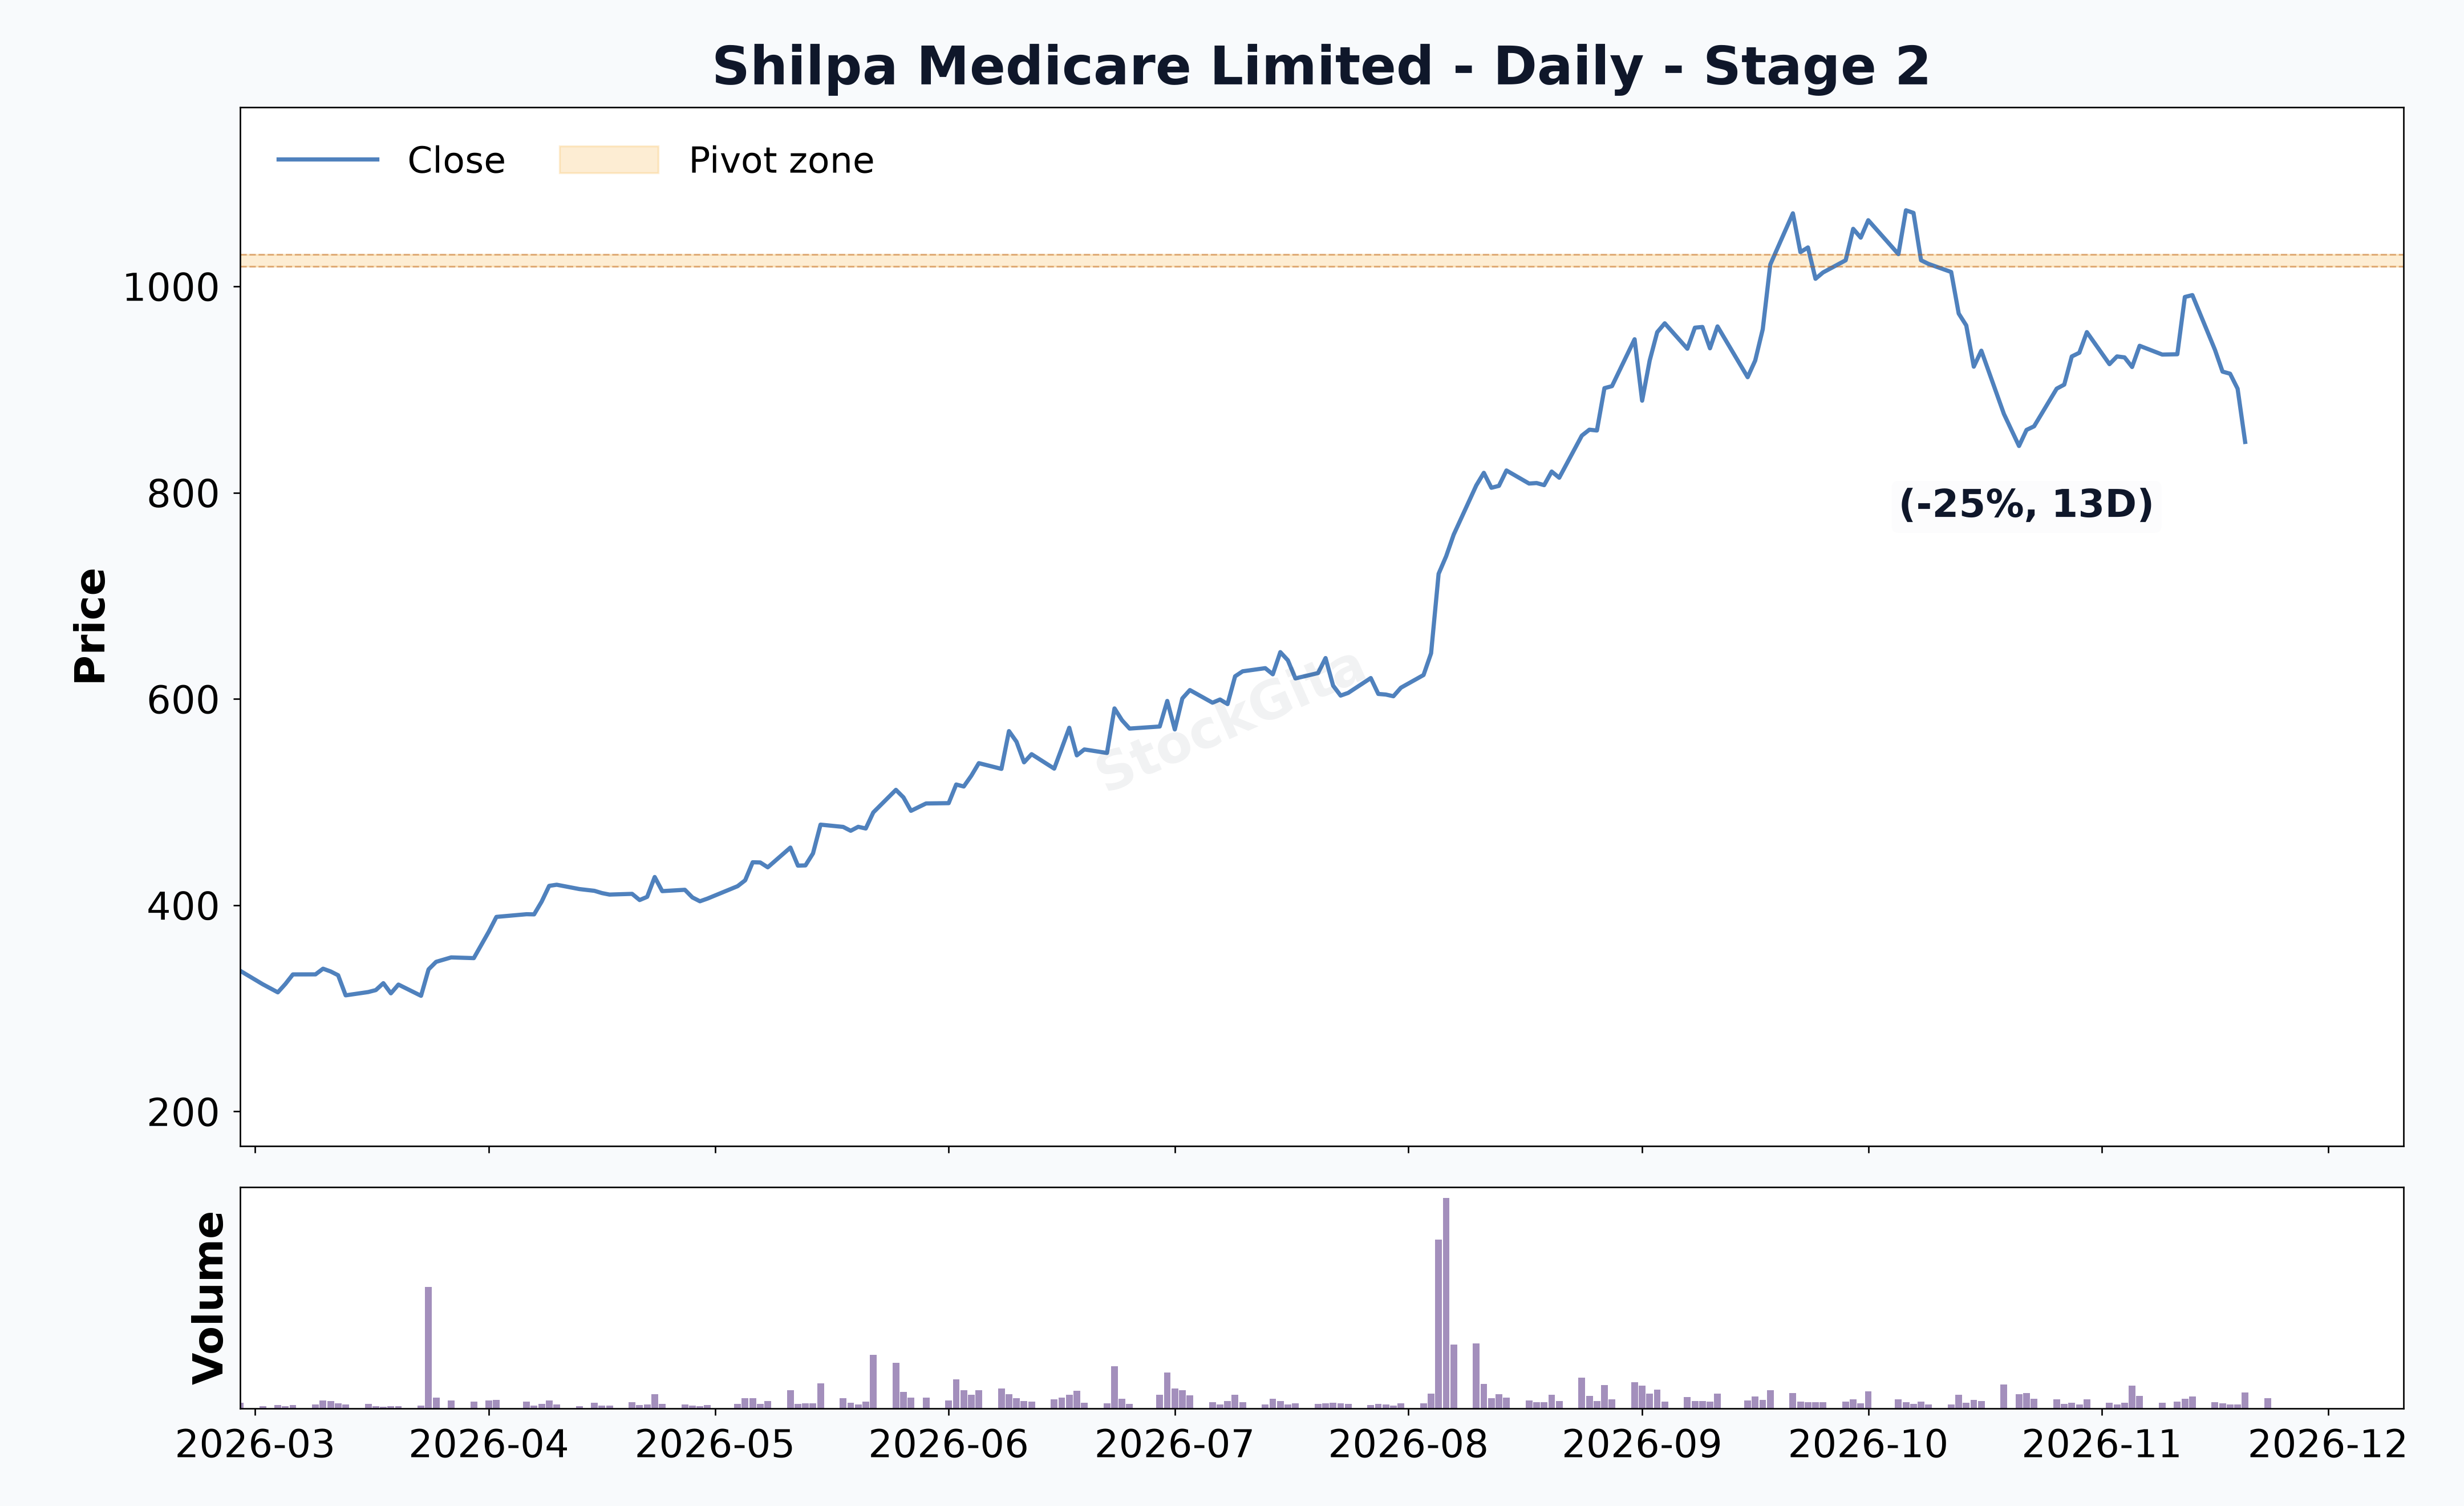 Shilpa Medicare Limited - Daily - Stage 2
Close
Pivot zone
1000
800
600
400
200
Price
(-25%, 13D)
StockGita
Volume
2026-03
2026-04
2026-05
2026-06
2026-07
2026-08
2026-09
2026-10
2026-11
2026-12